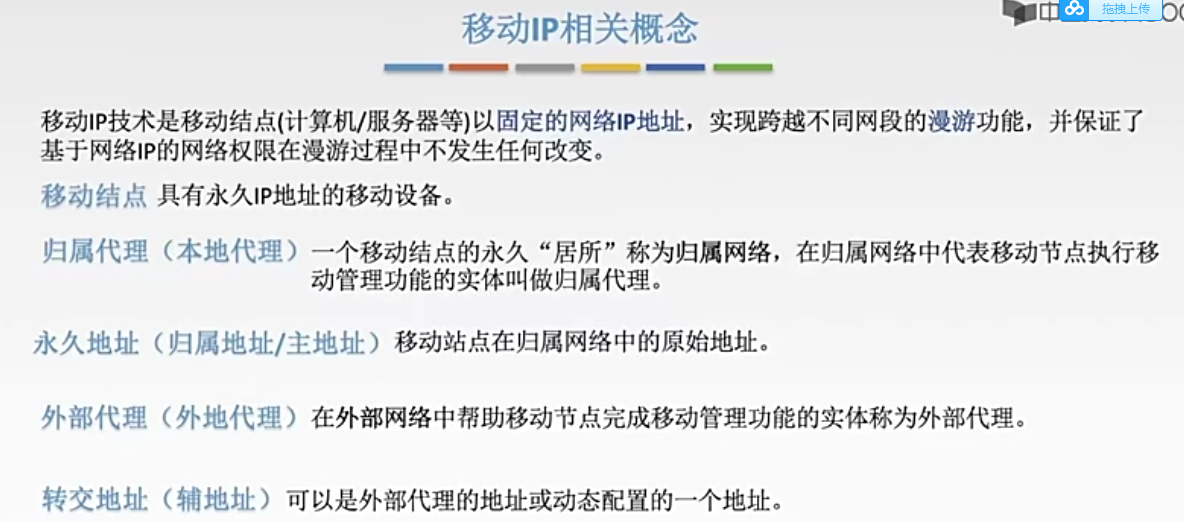 移动IP相关概念
拖拽上传
移动IP技术是移动结点(计算机/服务器等)以固定的网络IP地址，实现跨越不同网段的漫游功能，并保证了
基于网络IP的网络权限在漫游过程中不发生任何改变。
移动结点 具有永久IP地址的移动设备。
归属代理（本地代理）一个移动结点的永久“居所”称为归属网络，在归属网络中代表移动节点执行移
动管理功能的实体叫做归属代理。
永久地址（归属地址/主地址）移动站点在归属网络中的原始地址。
外部代理（外地代理）在外部网络中帮助移动节点完成移动管理功能的实体称为外部代理。
转交地址（辅地址）可以是外部代理的地址或动态配置的一个地址。